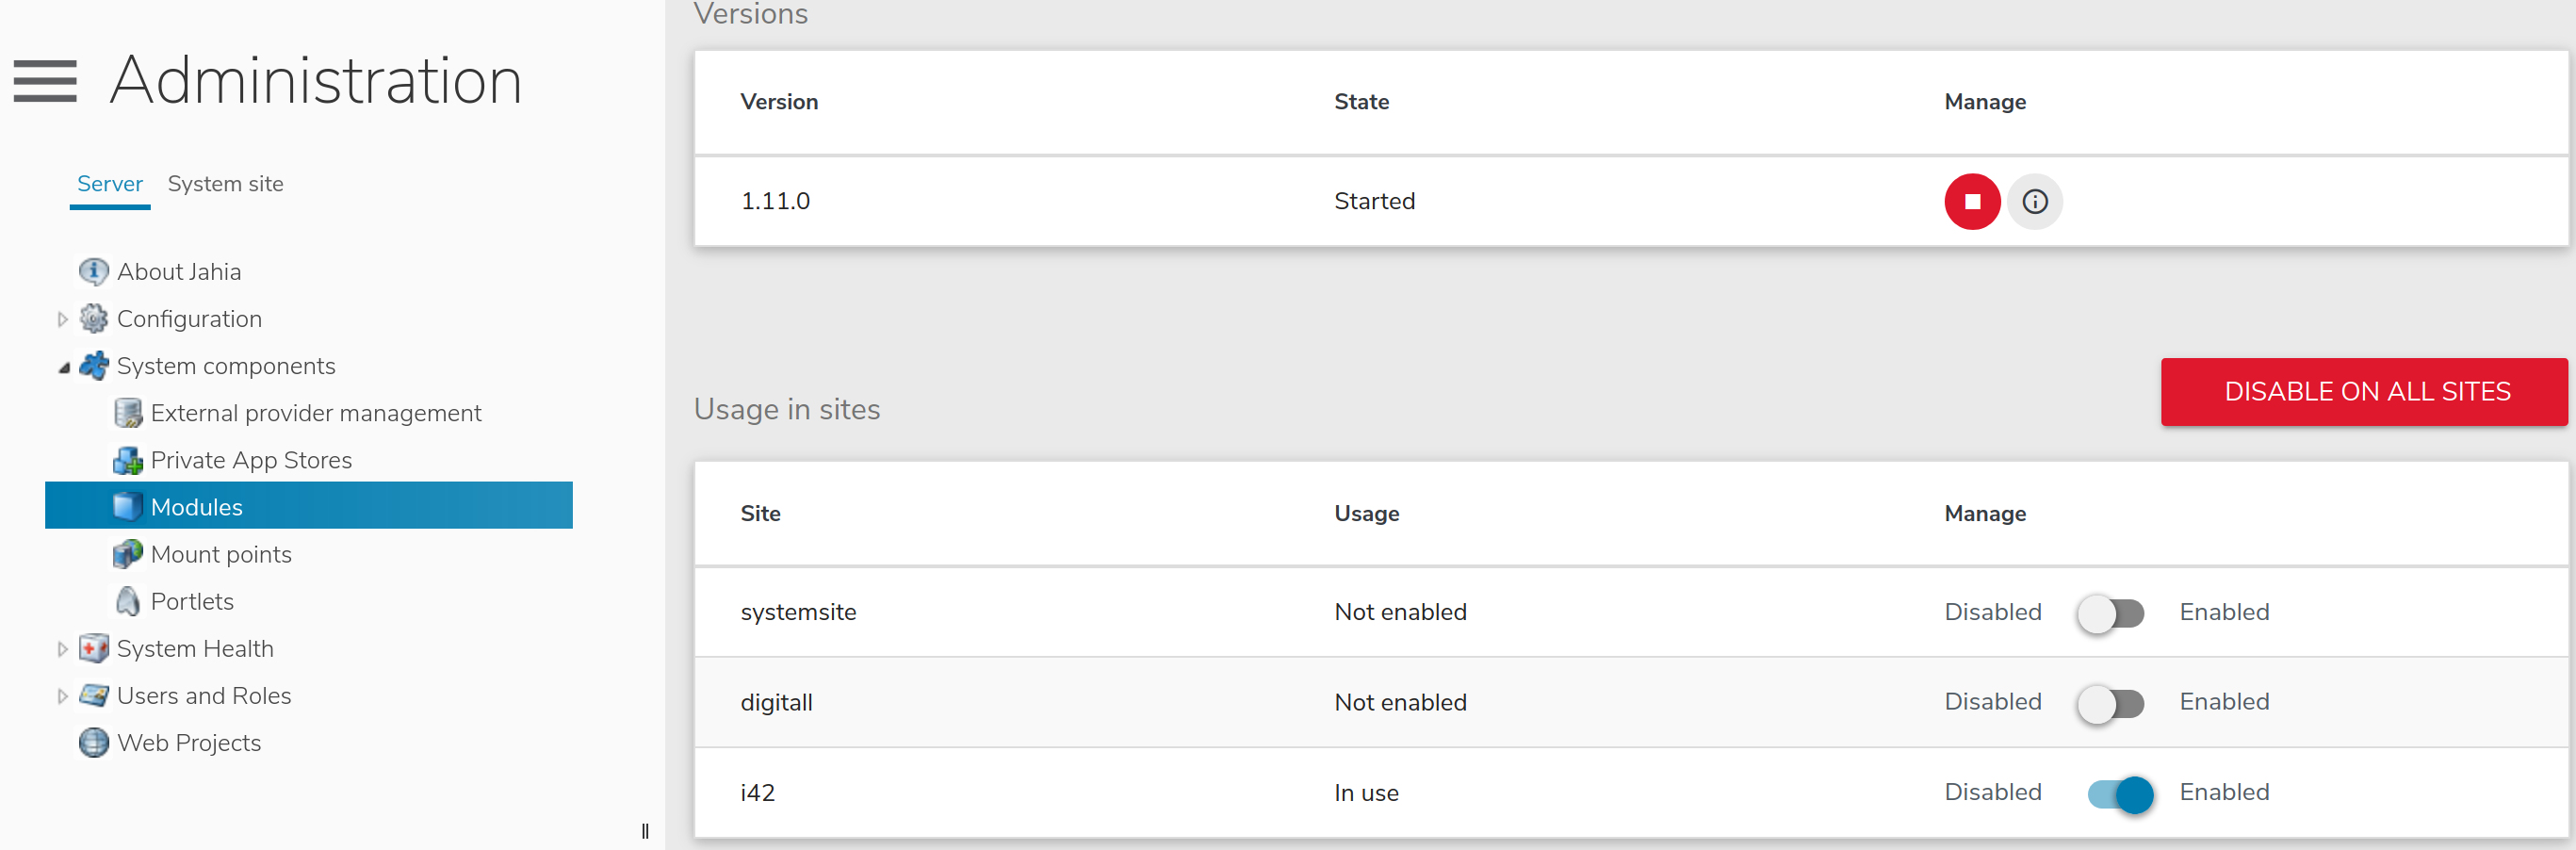 Administration
Server System site
About Jahia
Configuration
System components
External provider management
Private App Stores
Modules
Mount points
Portlets
System Health
Users and Roles
Web Projects
Versions
Version State Manage
1.11.0 Started
Usage in sites
DISABLE ON ALL SITES
Site Usage Manage
systemsite Not enabled Disabled Enabled
digitall Not enabled Disabled Enabled
i42 In use Disabled Enabled